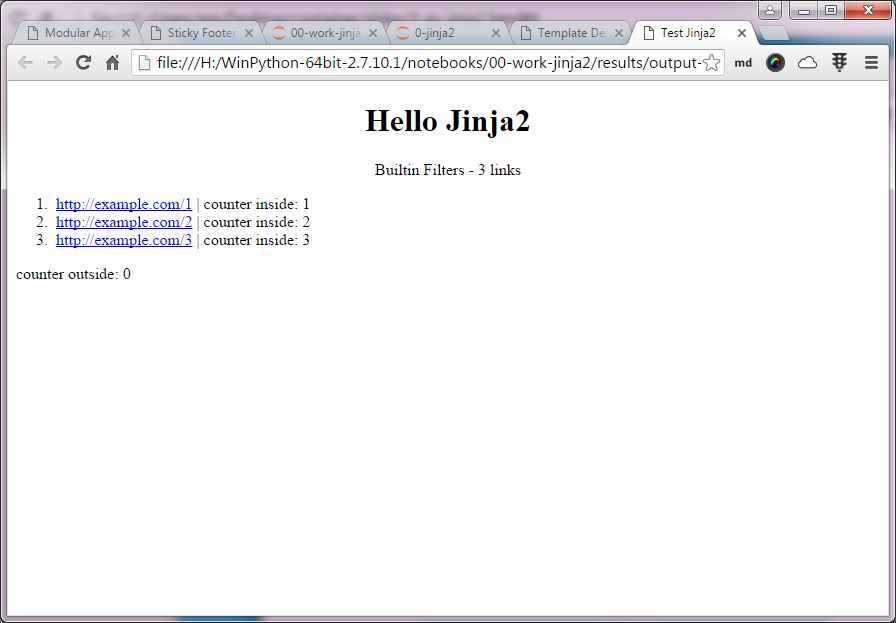 Modular App
Sticky Footer
00-work-jinja
0-jinja2
Template De
Test Jinja2
file:///H:/WinPython-64bit-2.7.10.1/notebooks/00-work-jinja2/results/output-
md
Hello Jinja2
Builtin Filters - 3 links
1. http://example.com/1 | counter inside: 1
2. http://example.com/2 | counter inside: 2
3. http://example.com/3 | counter inside: 3
counter outside: 0